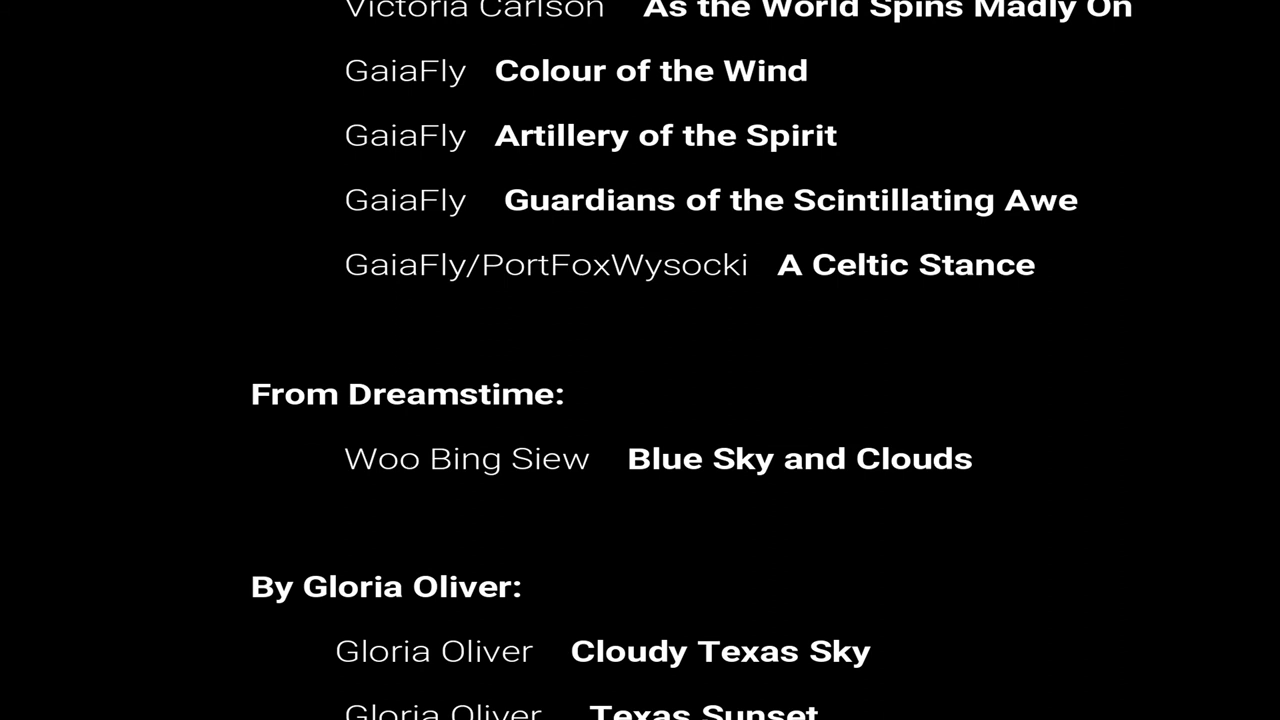 Victoria Carlson As the World Spins Madly On
GaiaFly Colour of the Wind
GaiaFly Artillery of the Spirit
GaiaFly Guardians of the Scintillating Awe
GaiaFly/PortFoxWysocki A Celtic Stance
From Dreamstime:
Woo Bing Siew Blue Sky and Clouds
By Gloria Oliver:
Gloria Oliver Cloudy Texas Sky
Gloria Oliver Texas Sunset